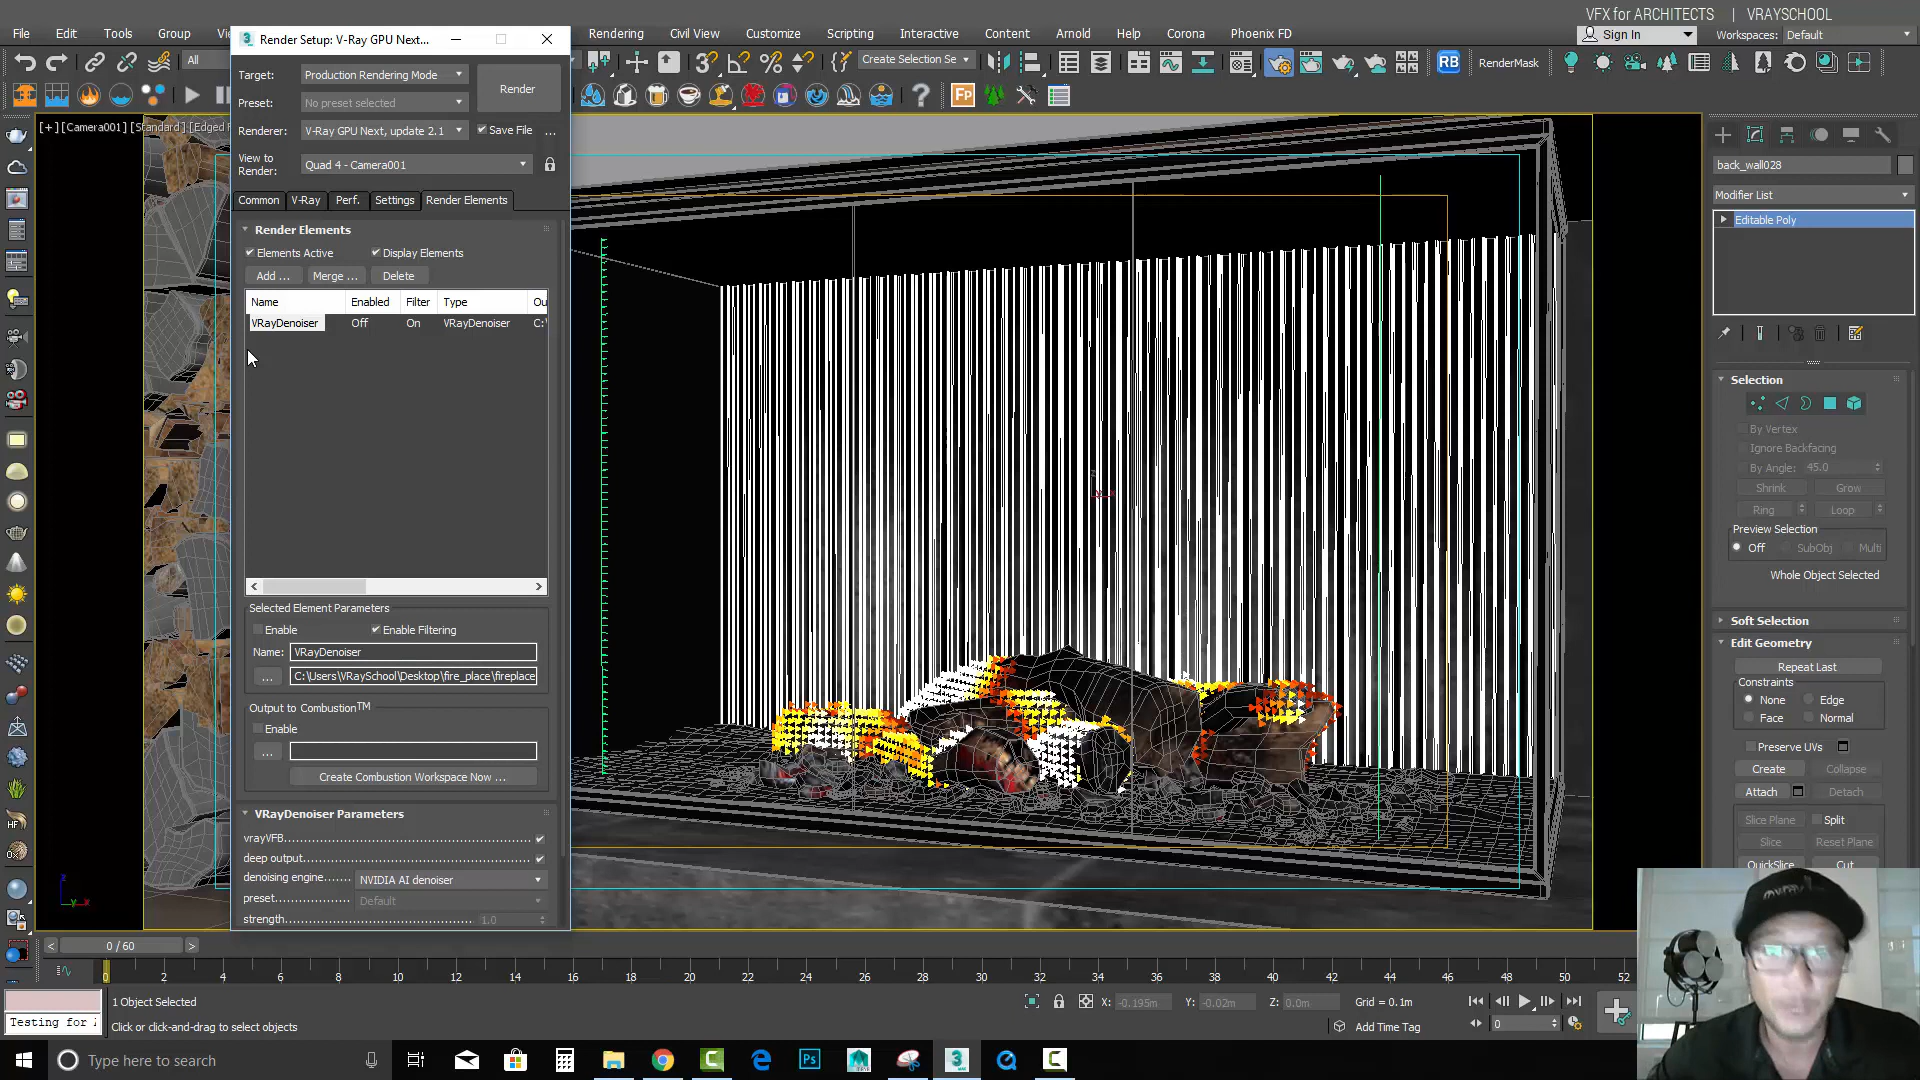 VFX for ARCHITECTS | VRAYSCHOOL
File Edit Tools Group Vi
Rendering Civil View Customize Scripting Interactive Content Arnold Help Corona Phoenix FD
Sign In
Workspaces: Default
All
Create Selection Se
RB RenderMask
Fp
Render Setup: V-Ray GPU Next...
Target: Production Rendering Mode
Render
Preset: No preset selected
Renderer: V-Ray GPU Next, update 2.1
Save File ...
View to Render: Quad 4 - Camera001
Common V-Ray Perf. Settings Render Elements
Render Elements
Elements Active Display Elements
Add ... Merge ... Delete
Name Enabled Filter Type Ou
VRayDenoiser Off On VRayDenoiser C:\
Selected Element Parameters
Enable Enable Filtering
Name: VRayDenoiser
... C:\Users\VRaySchool\Desktop\fire_place\fireplace
Output to Combustion™
Enable
...
Create Combustion Workspace Now ...
VRayDenoiser Parameters
vrayVFB
deep output
denoising engine NVIDIA AI denoiser
preset Default
strength 1.0
[+] [Camera001] [Standard] [Edged F
back_wall028
Modifier List
Editable Poly
Selection
By Vertex
Ignore Backfacing
By Angle: 45.0
Shrink Grow
Ring Loop
Preview Selection
Off SubObj Multi
Whole Object Selected
Soft Selection
Edit Geometry
Repeat Last
Constraints
None Edge
Face Normal
Preserve UVs
Create Collapse
Attach Detach
Slice Plane Split
Slice Reset Plane
QuickSlice Cut
HF
0 / 60
0 2 4 6 8 10 12 14 16 18 20 22 24 26 28 30 32 34 36 38 40 42 44 46 48 50 52
1 Object Selected
X: -0.195m Y: -0.02m Z: 0.0m Grid = 0.1m
Testing for
Click or click-and-drag to select objects
Add Time Tag
0
Type here to search
Ps
3